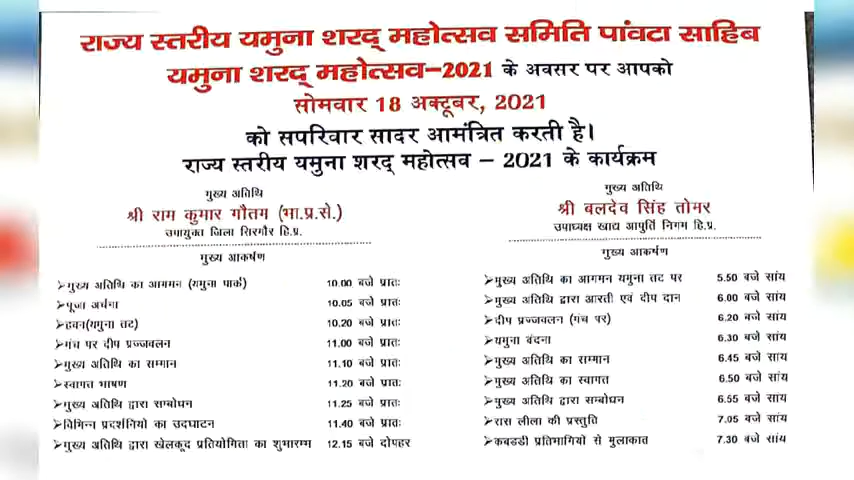 राज्य स्तरीय यमुना शरद् महोत्सव समिति पांवटा साहिब
यमुना शरद् महोत्सव–2021 के अवसर पर आपको
सोमवार 18 अक्टूबर, 2021
को सपरिवार सादर आमंत्रित करती है।
राज्य स्तरीय यमुना शरद् महोत्सव – 2021 के कार्यक्रम
मुख्य अतिथि
श्री राम कुमार गौतम (भा.प्र.से.)
उपायुक्त जिला सिरमौर हि.प्र.
मुख्य आकर्षण
➢मुख्य अतिथि का आगमन (यमुना पार्क) 10.00 बजे प्रातः
➢पूजा अर्चना 10.05 बजे प्रातः
➢हवन(यमुना तट) 10.20 बजे प्रातः
➢मंच पर दीप प्रज्जवलन 11.00 बजे प्रातः
➢मुख्य अतिथि का सम्मान 11.10 बजे प्रातः
➢स्वागत भाषण 11.20 बजे प्रातः
➢मुख्य अतिथि द्वारा सम्बोधन 11.25 बजे प्रातः
➢विभिन्न प्रदर्शनियों का उदघाटन 11.40 बजे प्रातः
➢मुख्य अतिथि द्वारा खेलकूद प्रतियोगिता का शुभारम्भ 12.15 बजे दोपहर
मुख्य अतिथि
श्री बलदेव सिंह तोमर
उपाध्यक्ष खाद्य आपुर्ति निगम हि.प्र.
मुख्य आकर्षण
➢मुख्य अतिथि का आगमन यमुना तट पर 5.50 बजे सांय
➢मुख्य अतिथि द्वारा आरती एवं दीप दान 6.00 बजे सांय
➢दीप प्रज्जवलन (मंच पर) 6.20 बजे सांय
➢यमुना वंदना 6.30 बजे सांय
➢मुख्य अतिथि का सम्मान 6.45 बजे सांय
➢मुख्य अतिथि का स्वागत 6.50 बजे सांय
➢मुख्य अतिथि द्वारा सम्बोधन 6.55 बजे सांय
➢रास लीला की प्रस्तुति 7.05 बजे सांय
➢कबडडी प्रतिभागियों से मुलाकात 7.30 बजे सांय